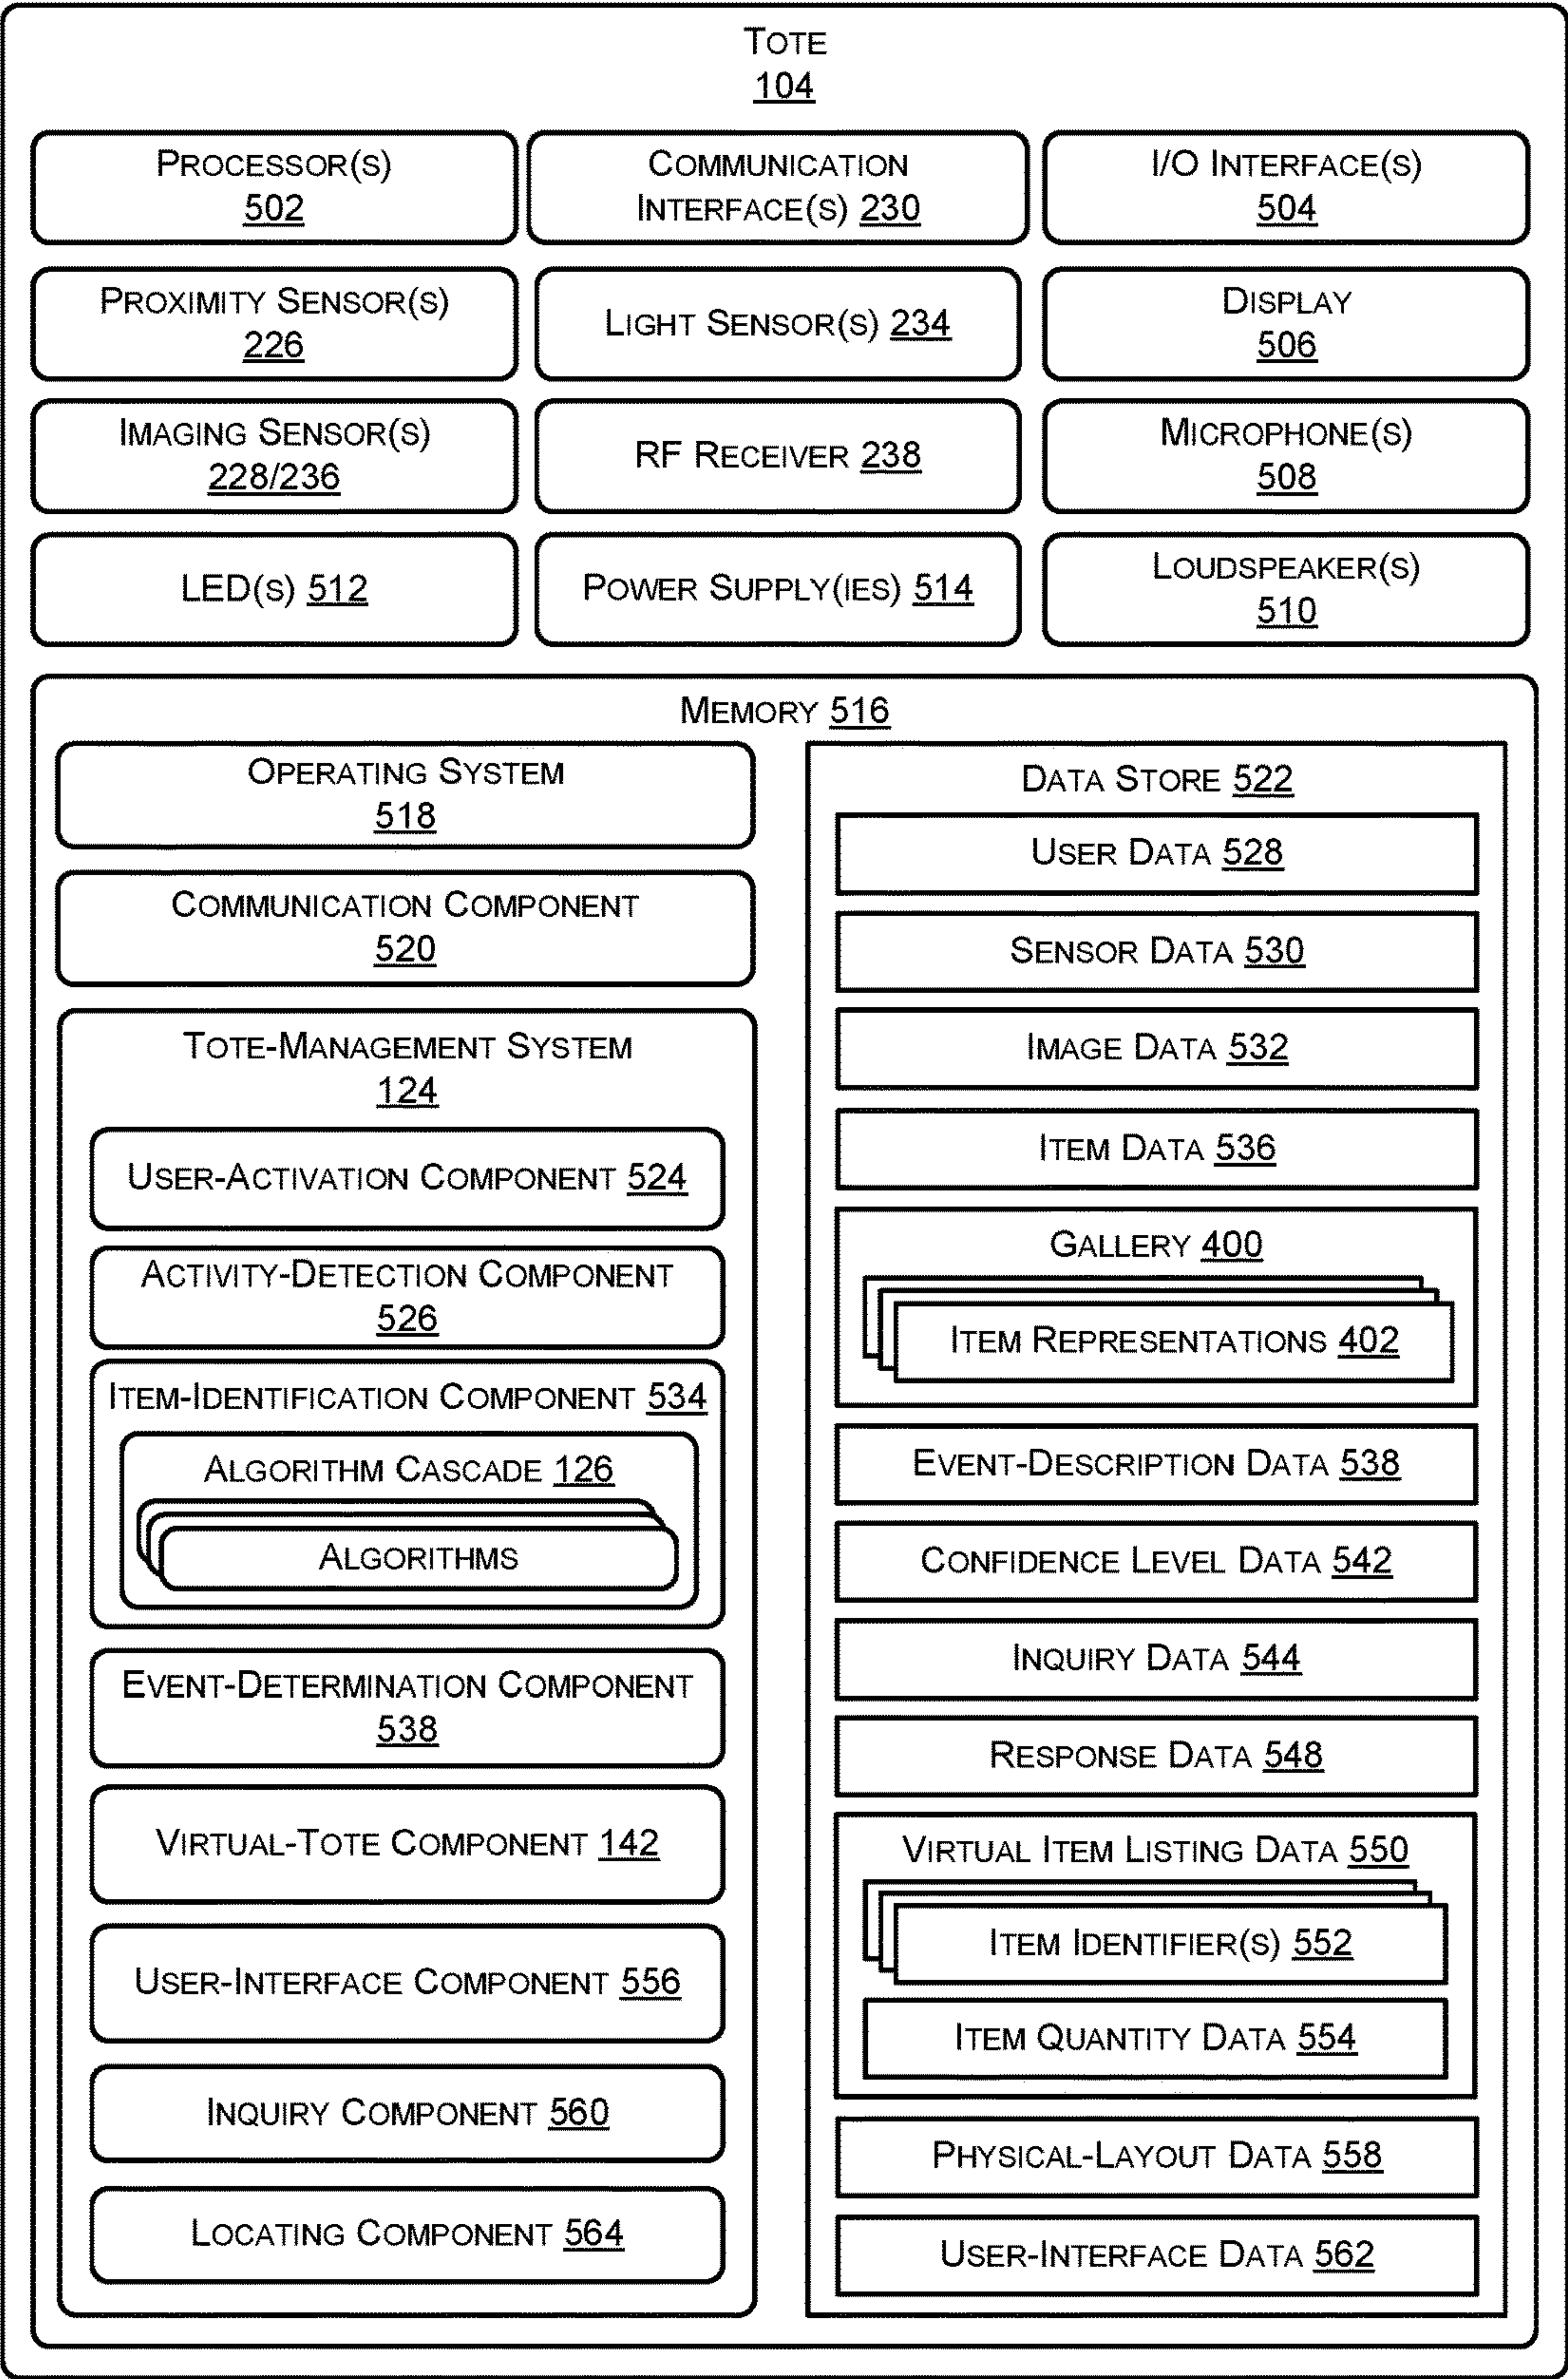 TOTE
104
PROCESSOR(S)
502
COMMUNICATION
INTERFACE(S) 230
I/O INTERFACE(S)
504
PROXIMITY SENSOR(S)
226
LIGHT SENSOR(S) 234
DISPLAY
506
IMAGING SENSOR(S)
228/236
RF RECEIVER 238
MICROPHONE(S)
508
LED(S) 512
POWER SUPPLY(IES) 514
LOUDSPEAKER(S)
510
MEMORY 516
OPERATING SYSTEM
518
COMMUNICATION COMPONENT
520
TOTE-MANAGEMENT SYSTEM
124
USER-ACTIVATION COMPONENT 524
ACTIVITY-DETECTION COMPONENT
526
ITEM-IDENTIFICATION COMPONENT 534
ALGORITHM CASCADE 126
ALGORITHMS
EVENT-DETERMINATION COMPONENT
538
VIRTUAL-TOTE COMPONENT 142
USER-INTERFACE COMPONENT 556
INQUIRY COMPONENT 560
LOCATING COMPONENT 564
DATA STORE 522
USER DATA 528
SENSOR DATA 530
IMAGE DATA 532
ITEM DATA 536
GALLERY 400
ITEM REPRESENTATIONS 402
EVENT-DESCRIPTION DATA 538
CONFIDENCE LEVEL DATA 542
INQUIRY DATA 544
RESPONSE DATA 548
VIRTUAL ITEM LISTING DATA 550
ITEM IDENTIFIER(S) 552
ITEM QUANTITY DATA 554
PHYSICAL-LAYOUT DATA 558
USER-INTERFACE DATA 562